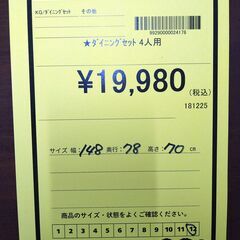 KD/ダイニングセット その他
99290000024176
★ダイニングセット 4人用
¥19,980
(税込)
181225
サイズ 幅: 148 奥行: 78 高さ: 70 cm
商品のサイズ・状態をよくご確認ください。
1 2 3 4 5 6 7 8 9 10 11 12